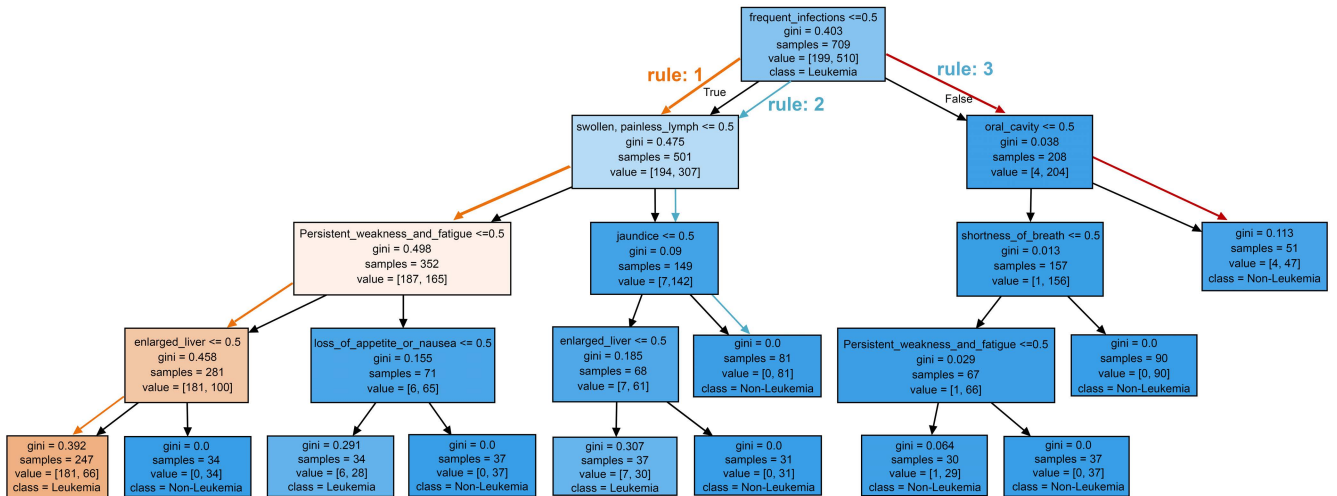 frequent_infections <=0.5
gini = 0.403
samples = 709
value = [199, 510]
class = Leukemia
rule: 1
True
rule: 2
rule: 3
False
swollen, painless_lymph <= 0.5
gini = 0.475
samples = 501
value = [194, 307]
oral_cavity <= 0.5
gini = 0.038
samples = 208
value = [4, 204]
Persistent_weakness_and_fatigue <=0.5
gini = 0.498
samples = 352
value = [187, 165]
jaundice <= 0.5
gini = 0.09
samples = 149
value = [7,142]
shortness_of_breath <= 0.5
gini = 0.013
samples = 157
value = [1, 156]
gini = 0.113
samples = 51
value = [4, 47]
class = Non-Leukemia
enlarged_liver <= 0.5
gini = 0.458
samples = 281
value = [181, 100]
loss_of_appetite_or_nausea <= 0.5
gini = 0.155
samples = 71
value = [6, 65]
enlarged_liver <= 0.5
gini = 0.185
samples = 68
value = [7, 61]
gini = 0.0
samples = 81
value = [0, 81]
class = Non-Leukemia
Persistent_weakness_and_fatigue <=0.5
gini = 0.029
samples = 67
value = [1, 66]
gini = 0.0
samples = 90
value = [0, 90]
class = Non-Leukemia
gini = 0.392
samples = 247
value = [181, 66]
class = Leukemia
gini = 0.0
samples = 34
value = [0, 34]
class = Non-Leukemia
gini = 0.291
samples = 34
value = [6, 28]
class = Leukemia
gini = 0.0
samples = 37
value = [0, 37]
class = Non-Leukemia
gini = 0.307
samples = 37
value = [7, 30]
class = Leukemia
gini = 0.0
samples = 31
value = [0, 31]
class = Non-Leukemia
gini = 0.064
samples = 30
value = [1, 29]
class = Non-Leukemia
gini = 0.0
samples = 37
value = [0, 37]
class = Non-Leukemia